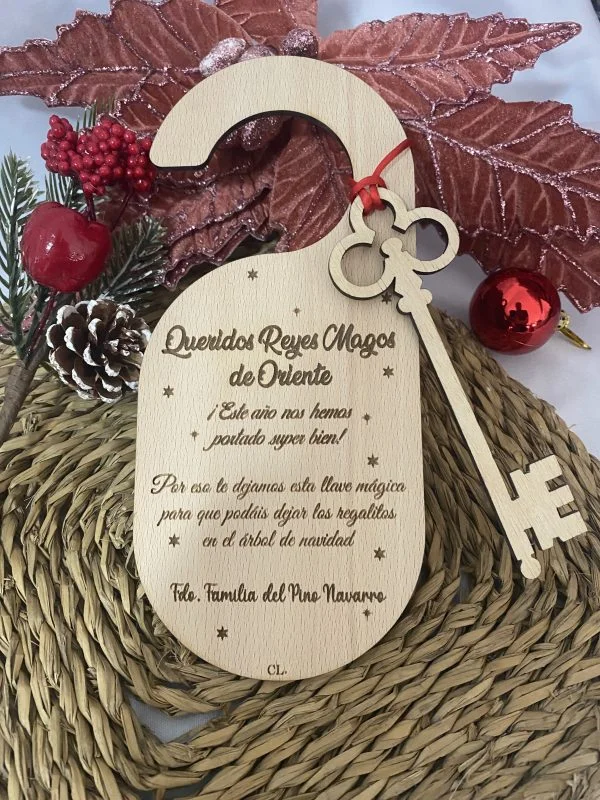 Queridos Reyes Magos
de Oriente
¡Este año nos hemos
portado super bien!
Por eso te dejamos esta llave mágica
para que podáis dejar los regalitos
en el árbol de navidad
Fdo. Familia del Pino Navarro
CL.